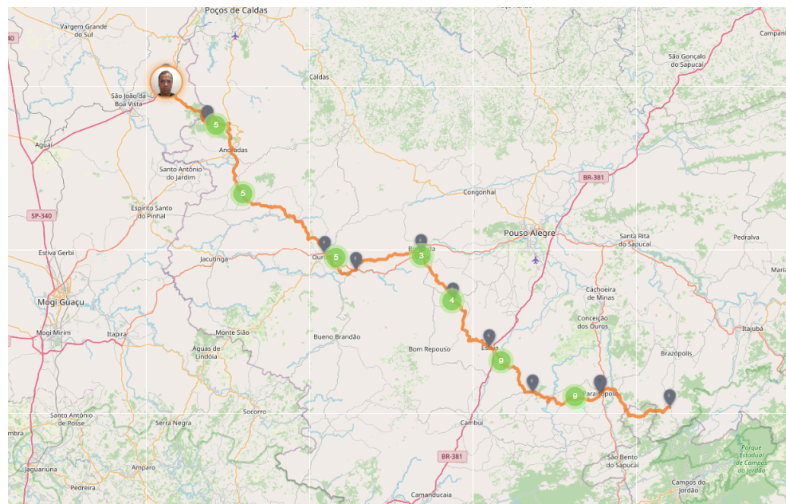 Poços de Caldas
Vargem Grande
do Sul
Caldas
São Gonçalo
do Sapucaí
São João da
Boa Vista
Aguaí
5
Andradas
Santo Antônio
do Jardim
BR-381
SP-340
5
Congonhal
Espírito Santo
do Pinhal
Pouso Alegre
Santa Rita
do Sapucaí
Pedralva
Estiva Gerbi
Jacutinga
5
3
Mogi Guaçu
Cachoeira
de Minas
4
Conceição
dos Ouros
Itajubá
Mogi Mirim
Itapira
Monte Sião
Bueno Brandão
Águas de
Lindóia
Bom Repouso
9
Brazópolis
9
Socorro
Santo Antônio
de Posse
Serra Negra
Cambuí
Parque
Estadual
de Campos
do Jordão
BR-381
São Bento
do Sapucaí
Jaguariúna
Amparo
Pedreira
Camanducaia
Campos do
Jordão